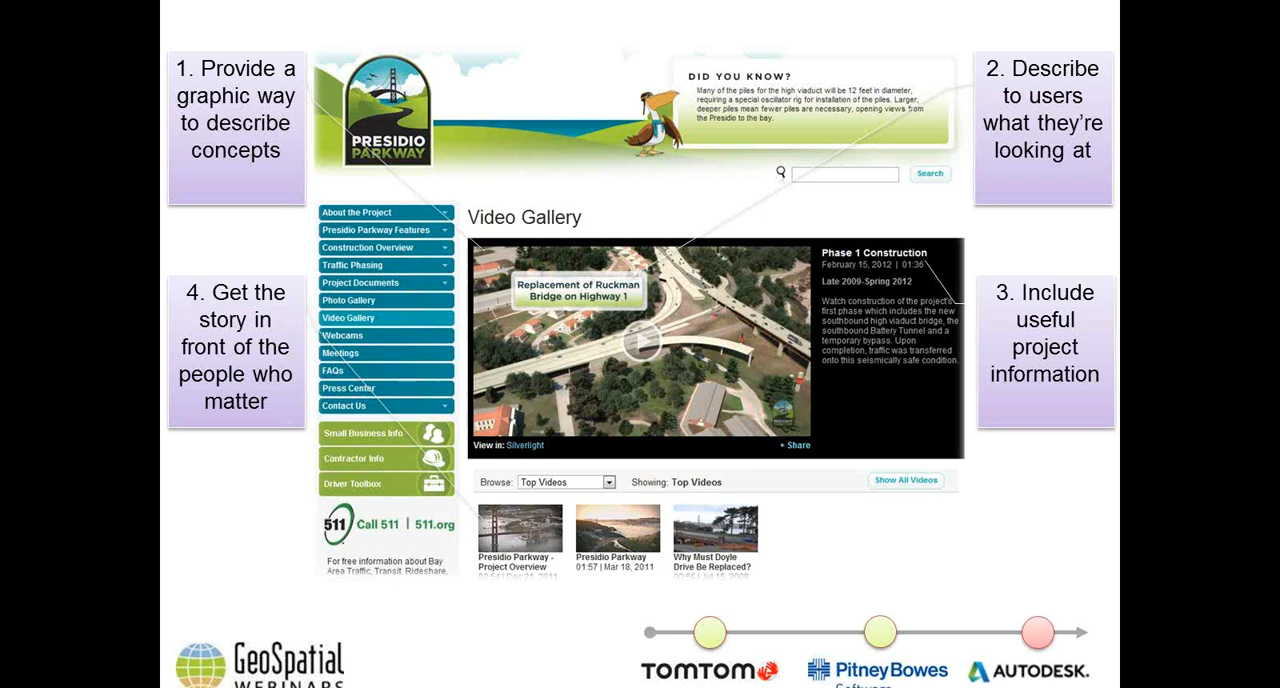 1. Provide a
graphic way
to describe
concepts
2. Describe
to users
what they're
looking at
4. Get the
story in
front of the
people who
matter
3. Include
useful
project
information
PRESIDIO
PARKWAY
DID YOU KNOW?
Many of the piles for the high viaduct will be 12 feet in diameter,
requiring a special oscillator rig for installation of the piles. Larger,
deeper piles mean fewer piles are necessary, opening views from
the Presidio to the bay.
Search
About the Project
Presidio Parkway Features
Construction Overview
Traffic Phasing
Project Documents
Photo Gallery
Video Gallery
Webcams
Meetings
FAQs
Press Center
Contact Us
Small Business Info
Contractor Info
Driver Toolbox
511 Call 511 | 511.org
For free information about Bay
Area Traffic, Transit, Rideshare,
Video Gallery
Replacement of Ruckman
Bridge on Highway 1
Phase 1 Construction
February 15, 2012 | 01:36
Late 2009-Spring 2012
Watch construction of the project's
first phase which includes the new
southbound high viaduct bridge, the
southbound Battery Tunnel and a
temporary bypass. Upon
completion, traffic was transferred
onto this seismically safe condition.
View in: Silverlight
+ Share
Browse: Top Videos Showing: Top Videos Show All Videos
Presidio Parkway -
Project Overview
02:54 | Dec 21, 2011
Presidio Parkway
01:57 | Mar 18, 2011
Why Must Doyle
Drive Be Replaced?
GeoSpatial
WEBINARS
TOMTOM
PitneyBowes
Software
AUTODESK.